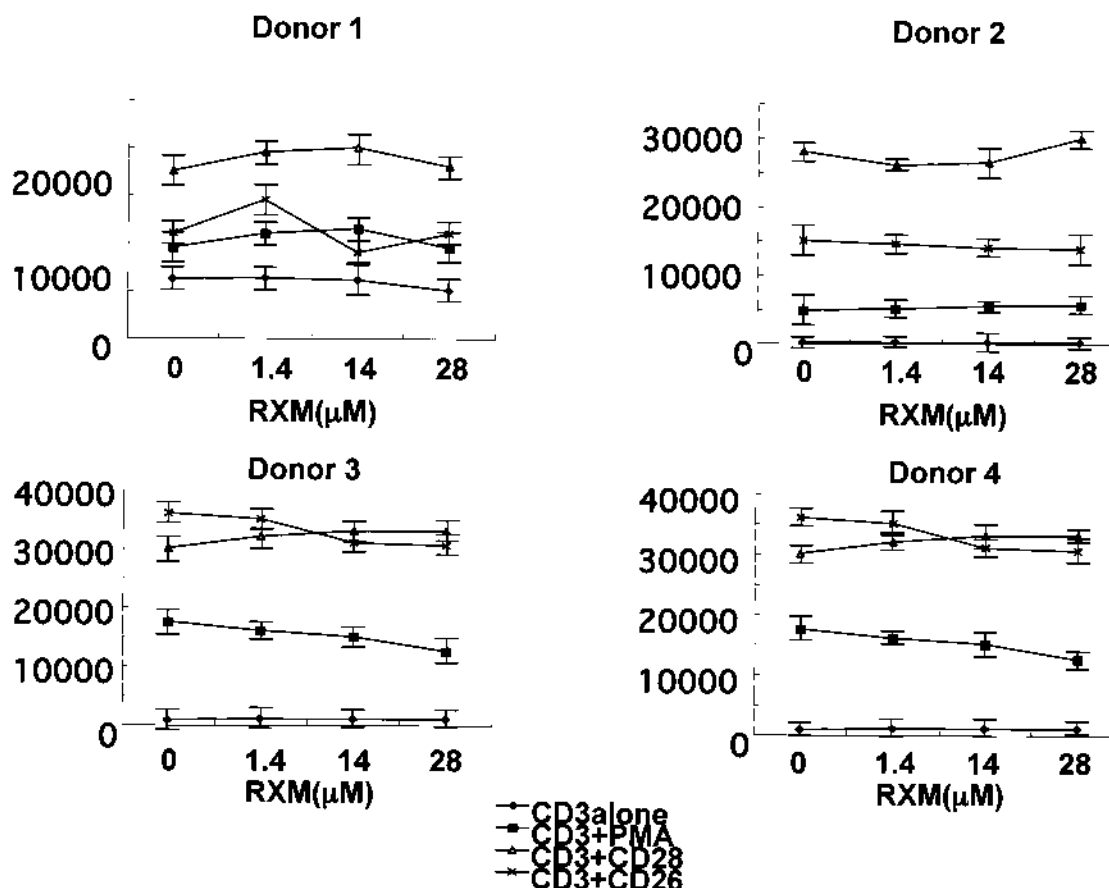 Donor 1
20000
10000
0
0 1.4 14 28
RXM(μM)
Donor 2
30000
20000
10000
0
0 1.4 14 28
RXM(μM)
Donor 3
40000
30000
20000
10000
0
0 1.4 14 28
RXM(μM)
Donor 4
40000
30000
20000
10000
0
0 1.4 14 28
RXM(μM)
CD3alone
CD3+PMA
CD3+CD28
CD3+CD26